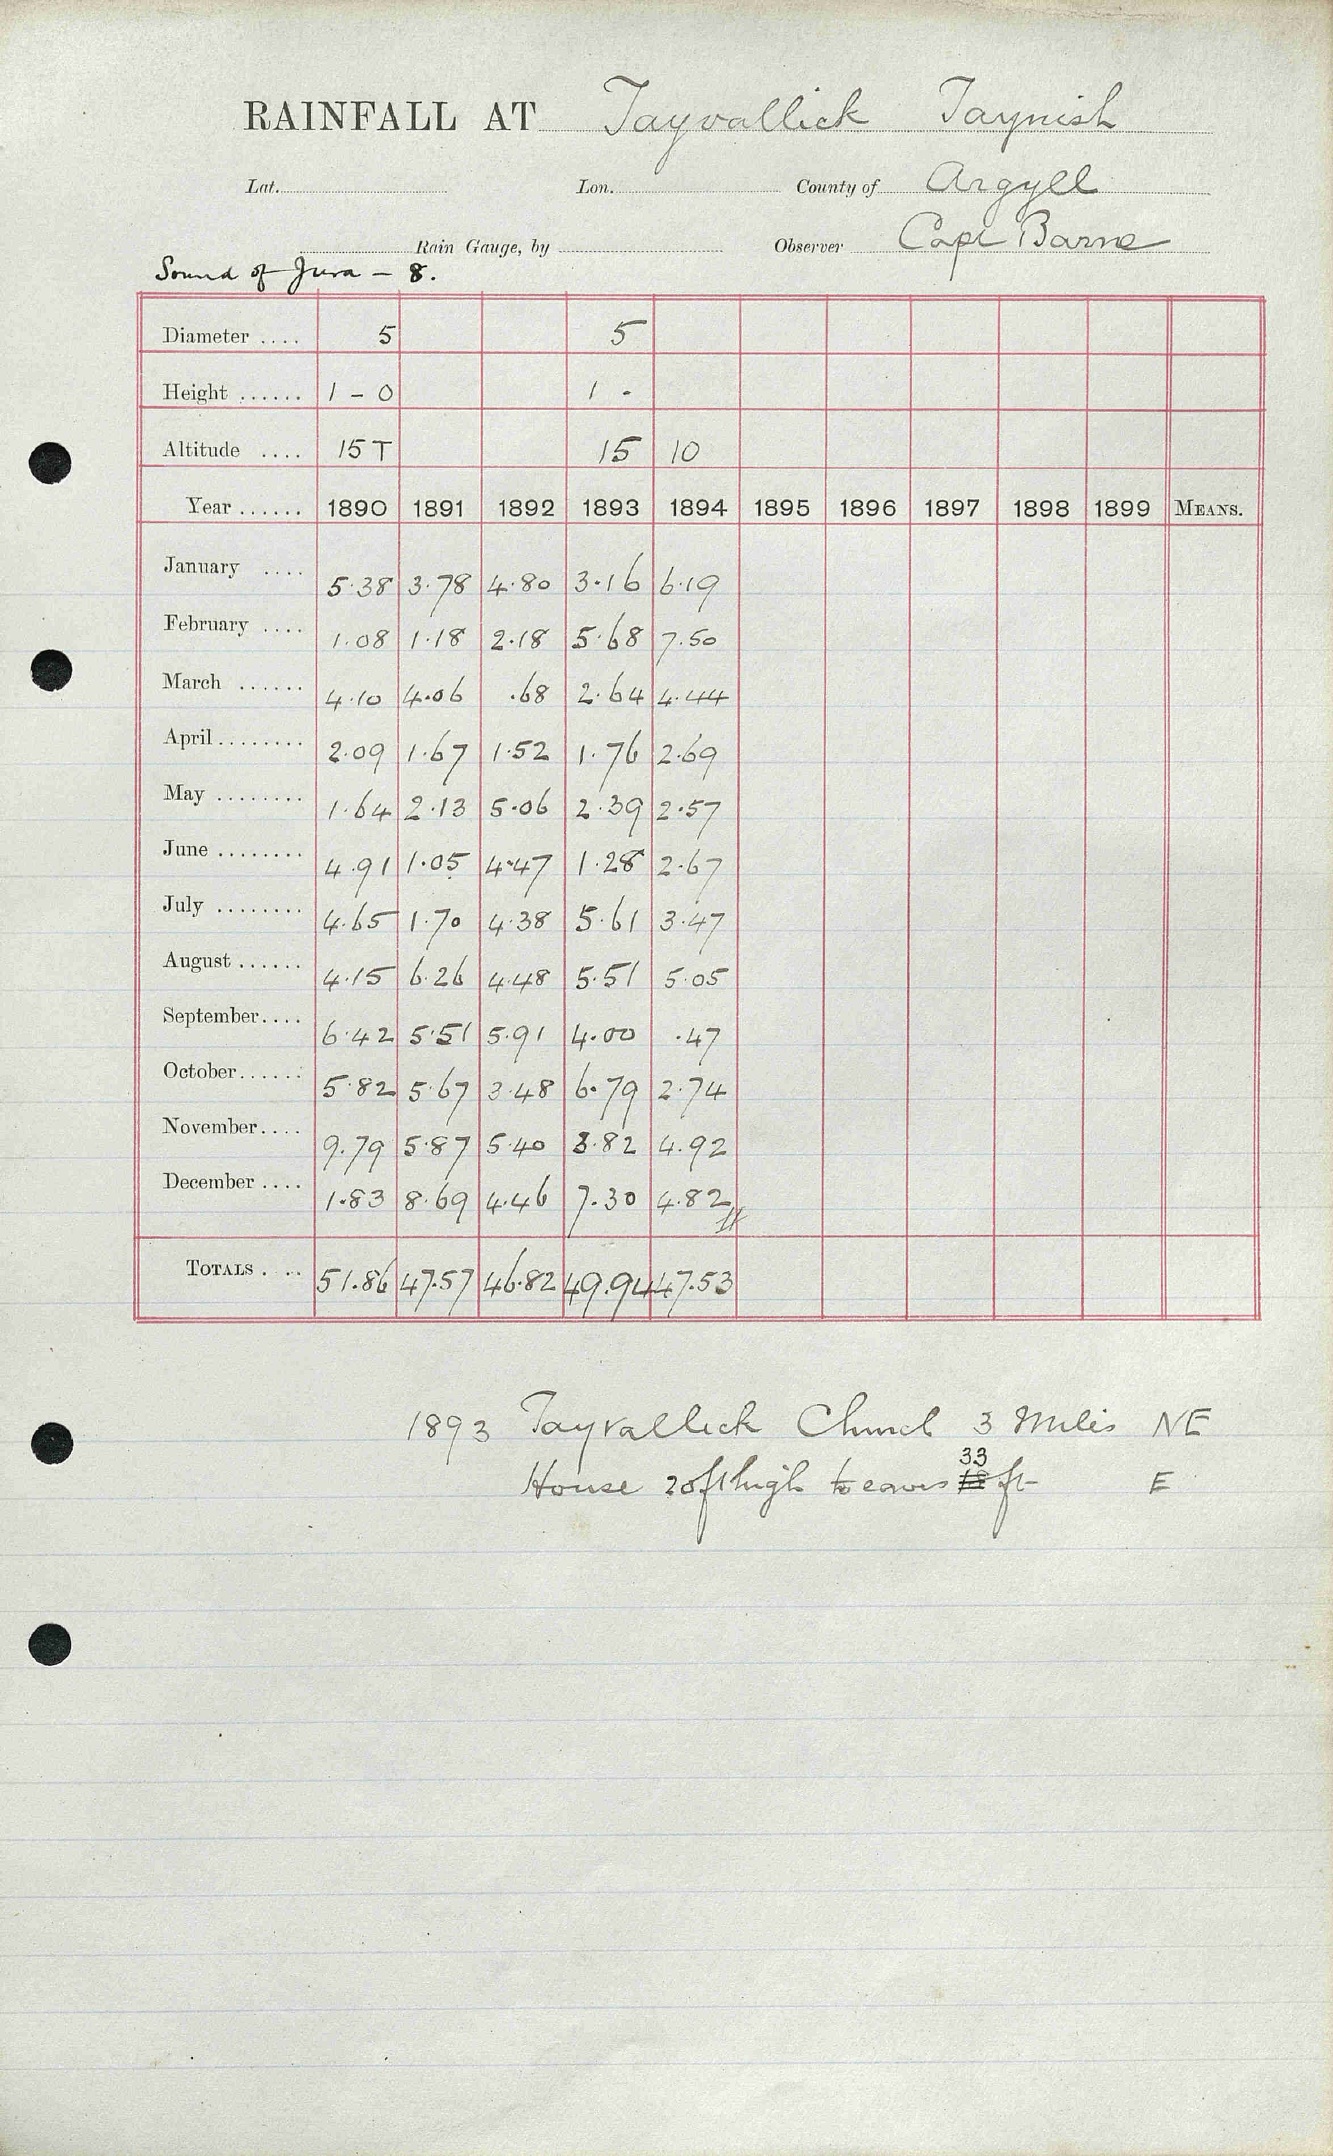 RAINFALL AT Tayvallick Taynish
Lat. Lon. County of Argyll
Rain Gauge, by Observer Capt Barne
Sound of Jura – 8.
Diameter .... 5 5
Height ...... 1 – 0 1 -
Altitude .... 15 T 15 10
Year ...... 1890 1891 1892 1893 1894 1895 1896 1897 1898 1899 MEANS.
January .... 5.38 3.78 4.80 3.16 6.19
February .... 1.08 1.18 2.18 5.68 7.50
March ...... 4.10 4.06 .68 2.64 4.44
April ........ 2.09 1.67 1.52 1.76 2.69
May ........ 1.64 2.13 5.06 2.39 2.57
June ........ 4.91 1.05 4.47 1.28 2.67
July ........ 4.65 1.70 4.38 5.61 3.47
August ...... 4.15 6.26 4.48 5.51 5.05
September.... 6.42 5.51 5.91 4.00 .47
October...... 5.82 5.67 3.48 6.79 2.74
November.... 9.79 5.87 5.40 3.82 4.92
December .... 1.83 8.69 4.46 7.30 4.82
TOTALS .... 51.86 47.57 46.82 49.94 47.53
1893 Tayvallick Church 3 Miles NE
33
House 20 ft high to eaves 18 ft E